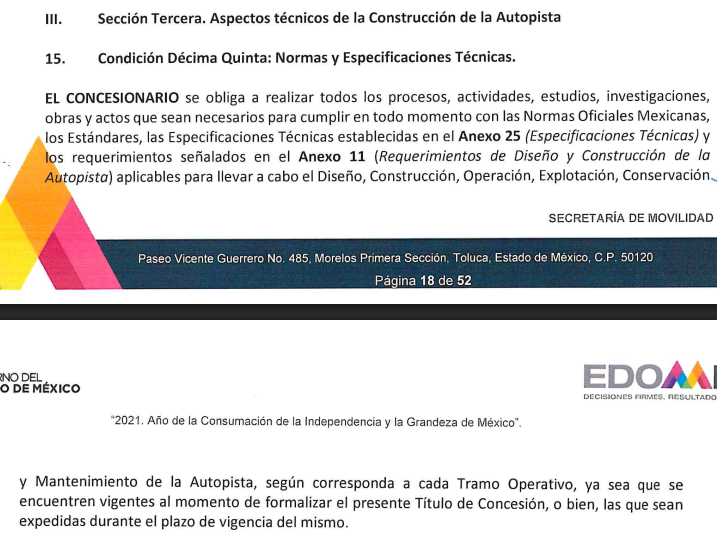 III. Sección Tercera. Aspectos técnicos de la Construcción de la Autopista
15. Condición Décima Quinta: Normas y Especificaciones Técnicas.
EL CONCESIONARIO se obliga a realizar todos los procesos, actividades, estudios, investigaciones,
obras y actos que sean necesarios para cumplir en todo momento con las Normas Oficiales Mexicanas,
los Estándares, las Especificaciones Técnicas establecidas en el Anexo 25 (Especificaciones Técnicas) y
los requerimientos señalados en el Anexo 11 (Requerimientos de Diseño y Construcción de la
Autopista) aplicables para llevar a cabo el Diseño, Construcción, Operación, Explotación, Conservación
SECRETARÍA DE MOVILIDAD
Paseo Vicente Guerrero No. 485, Morelos Primera Sección, Toluca, Estado de México, C.P. 50120
Página 18 de 52
RNO DEL
O DE MÉXICO
EDOM
DECISIONES FIRMES, RESULTADO
"2021. Año de la Consumación de la Independencia y la Grandeza de México".
y Mantenimiento de la Autopista, según corresponda a cada Tramo Operativo, ya sea que se
encuentren vigentes al momento de formalizar el presente Título de Concesión, o bien, las que sean
expedidas durante el plazo de vigencia del mismo.